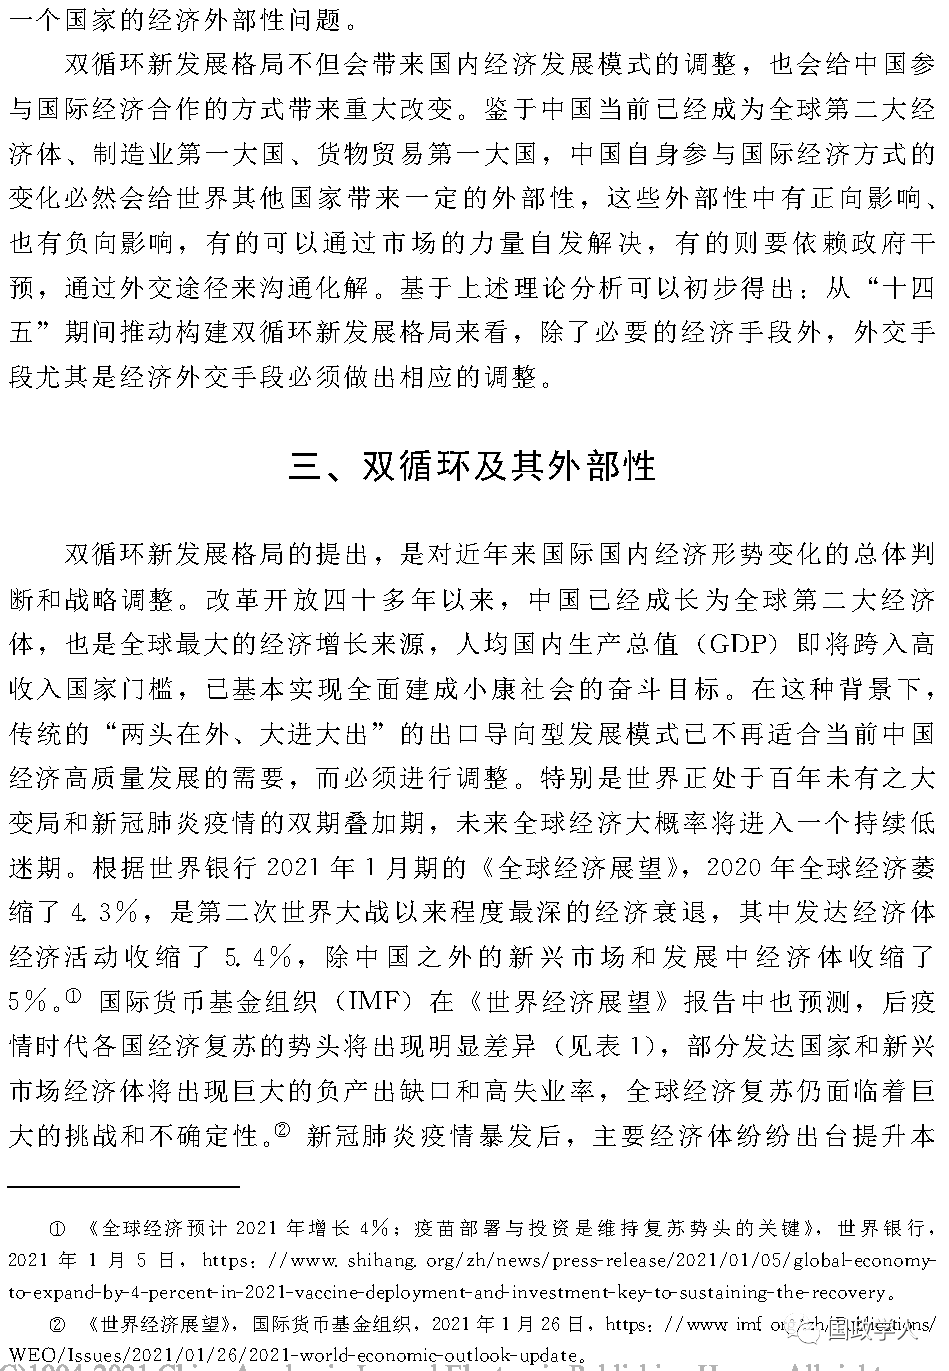 一个国家的经济外部性问题。
双循环新发展格局不但会带来国内经济发展模式的调整，也会给中国参
与国际经济合作的方式带来重大改变。鉴于中国当前已经成为全球第二大经
济体、制造业第一大国、货物贸易第一大国，中国自身参与国际经济方式的
变化必然会给世界其他国家带来一定的外部性，这些外部性中有正向影响、
也有负向影响，有的可以通过市场的力量自发解决，有的则要依赖政府干
预，通过外交途径来沟通化解。基于上述理论分析可以初步得出：从“十四
五”期间推动构建双循环新发展格局来看，除了必要的经济手段外，外交手
段尤其是经济外交手段必须做出相应的调整。
三、双循环及其外部性
双循环新发展格局的提出，是对近年来国际国内经济形势变化的总体判
断和战略调整。改革开放四十多年以来，中国已经成长为全球第二大经济
体，也是全球最大的经济增长来源，人均国内生产总值（GDP）即将跨入高
收入国家门槛，已基本实现全面建成小康社会的奋斗目标。在这种背景下，
传统的“两头在外、大进大出”的出口导向型发展模式已不再适合当前中国
经济高质量发展的需要，而必须进行调整。特别是世界正处于百年未有之大
变局和新冠肺炎疫情的双期叠加期，未来全球经济大概率将进入一个持续低
迷期。根据世界银行 2021 年 1 月期的《全球经济展望》，2020 年全球经济萎
缩了 4.3%，是第二次世界大战以来程度最深的经济衰退，其中发达经济体
经济活动收缩了 5.4%，除中国之外的新兴市场和发展中经济体收缩了
5%。① 国际货币基金组织（IMF）在《世界经济展望》报告中也预测，后疫
情时代各国经济复苏的势头将出现明显差异（见表 1），部分发达国家和新兴
市场经济体将出现巨大的负产出缺口和高失业率，全球经济复苏仍面临着巨
大的挑战和不确定性。② 新冠肺炎疫情暴发后，主要经济体纷纷出台提升本
① 《全球经济预计 2021 年增长 4%；疫苗部署与投资是维持复苏势头的关键》，世界银行，
2021 年 1 月 5 日，https：//www.shihang.org/zh/news/press-release/2021/01/05/global-economy-
to-expand-by-4-percent-in-2021-vaccine-deployment-and-investment-key-to-sustaining-the-recovery。
② 《世界经济展望》，国际货币基金组织，2021 年 1 月 26 日，https：//www.imf.org/zh/Publications/
WEO/Issues/2021/01/26/2021-world-economic-outlook-update。
国政学人